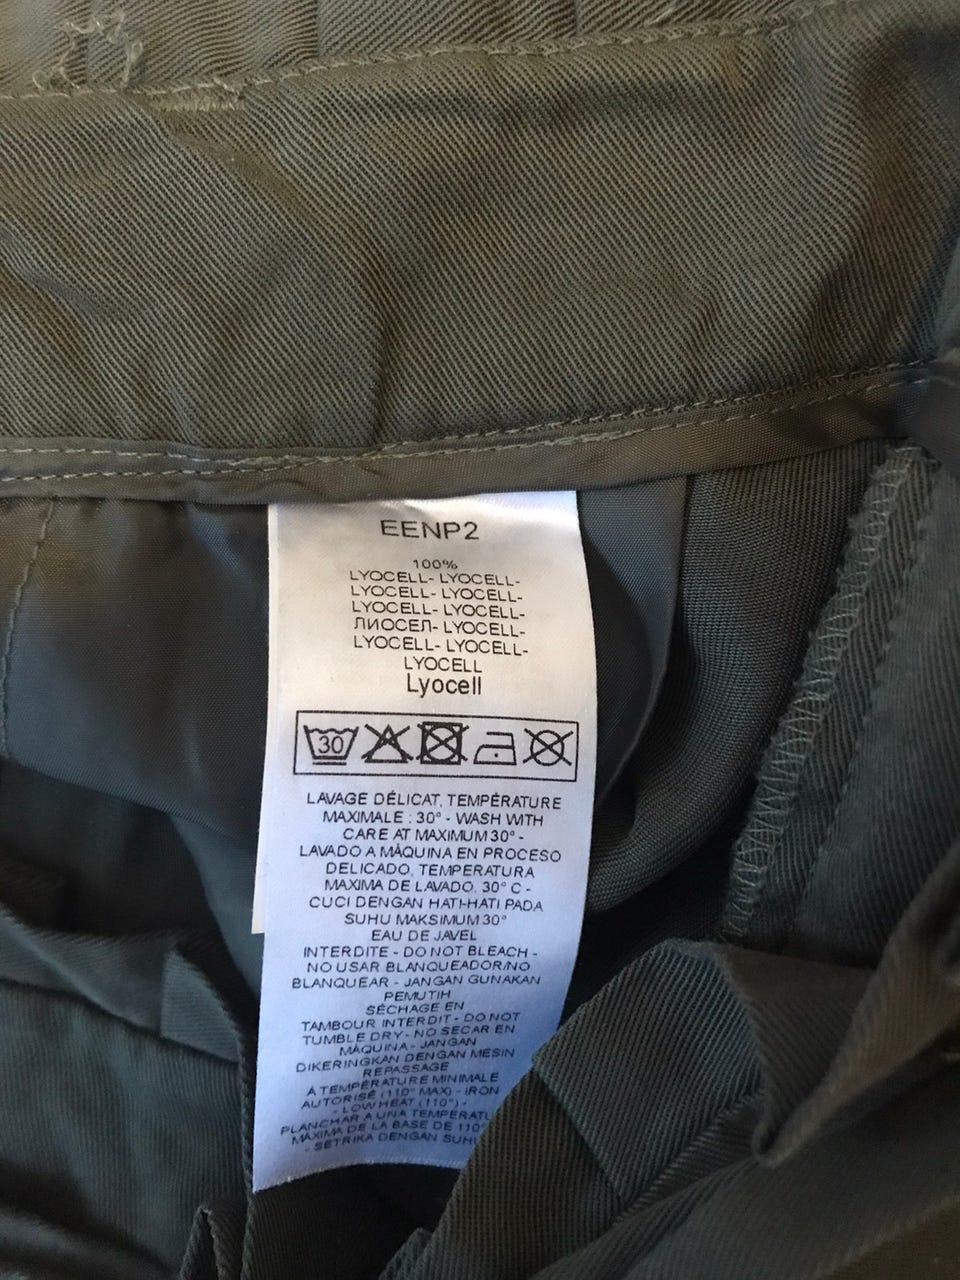 EENP2
100%
LYOCELL- LYOCELL-
LYOCELL- LYOCELL-
LYOCELL- LYOCELL-
ЛИОСЕЛ- LYOCELL-
LYOCELL- LYOCELL-
LYOCELL
Lyocell
30
LAVAGE DÉLICAT, TEMPÉRATURE
MAXIMALE : 30° - WASH WITH
CARE AT MAXIMUM 30° -
LAVADO A MÁQUINA EN PROCESO
DELICADO, TEMPERATURA
MAXIMA DE LAVADO, 30° C -
CUCI DENGAN HATI-HATI PADA
SUHU MAKSIMUM 30°
EAU DE JAVEL
INTERDITE - DO NOT BLEACH -
NO USAR BLANQUEADOR/NO
BLANQUEAR - JANGAN GUNAKAN
PEMUTIH
SÉCHAGE EN
TAMBOUR INTERDIT - DO NOT
TUMBLE DRY - NO SECAR EN
MÁQUINA - JANGAN
DIKERINGKAN DENGAN MESIN
REPASSAGE
À TEMPÉRATURE MINIMALE
AUTORISÉ (110° MAX) - IRON
- LOW HEAT (110°) -
PLANCHAR A UNA
MÁXIMA DE LA BASE DE 110°
- SETRIKA DENGAN